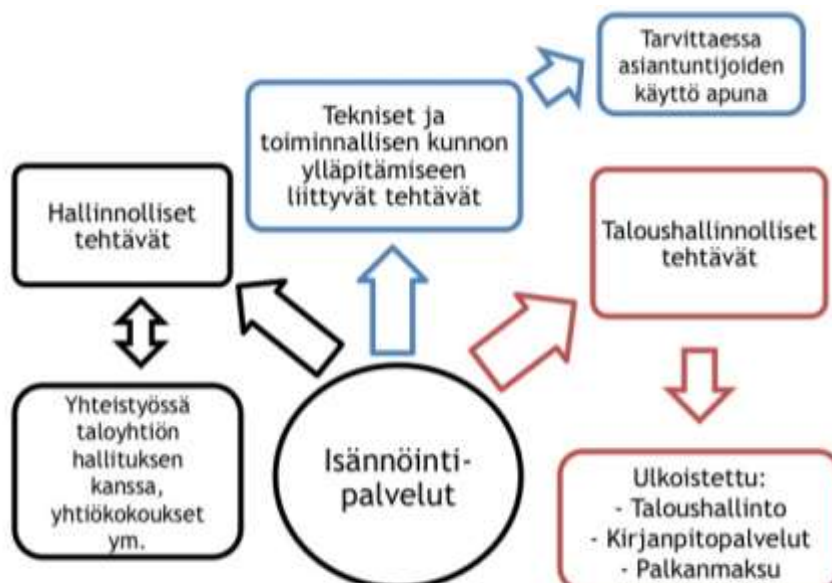 Tarvittaessa
asiantuntijoiden
käyttö apuna
Tekniset ja
toiminnallisen kunnon
ylläpitämiseen
liittyvät tehtävät
Hallinnolliset
tehtävät
Taloushallinnolliset
tehtävät
Yhteistyössä
taloyhtiön
hallituksen
kanssa,
yhtiökokoukset
ym.
Isännöinti-
palvelut
Ulkoistettu:
- Taloushallinto
- Kirjanpitopalvelut
- Palkanmaksu